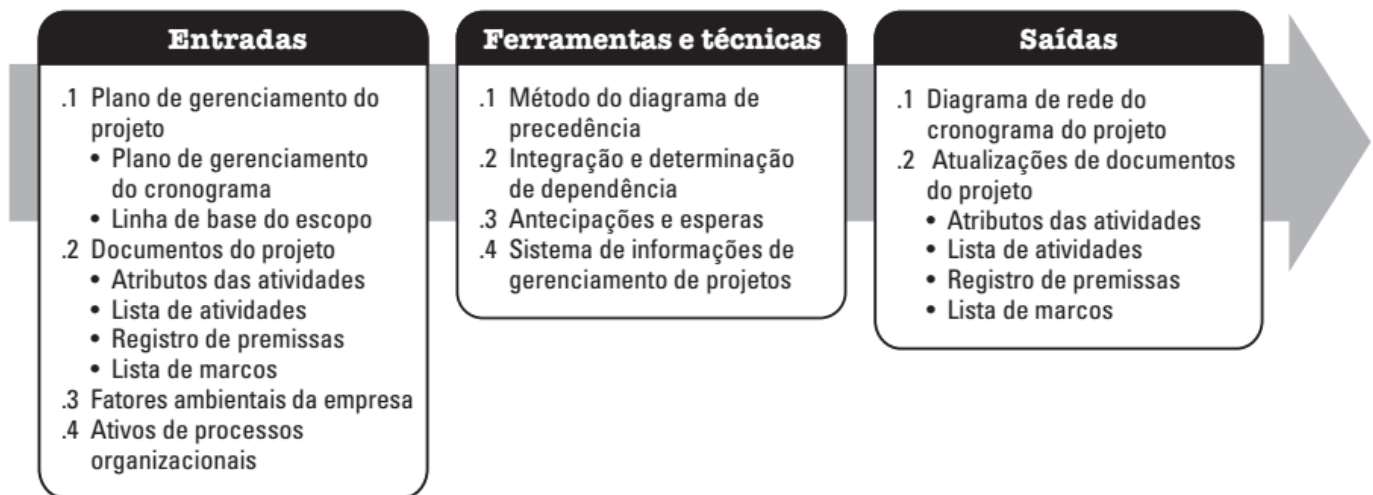 Entradas
.1 Plano de gerenciamento do
projeto
• Plano de gerenciamento
do cronograma
• Linha de base do escopo
.2 Documentos do projeto
• Atributos das atividades
• Lista de atividades
• Registro de premissas
• Lista de marcos
.3 Fatores ambientais da empresa
.4 Ativos de processos
organizacionais
Ferramentas e técnicas
.1 Método do diagrama de
precedência
.2 Integração e determinação
de dependência
.3 Antecipações e esperas
.4 Sistema de informações de
gerenciamento de projetos
Saídas
.1 Diagrama de rede do
cronograma do projeto
.2 Atualizações de documentos
do projeto
• Atributos das atividades
• Lista de atividades
• Registro de premissas
• Lista de marcos